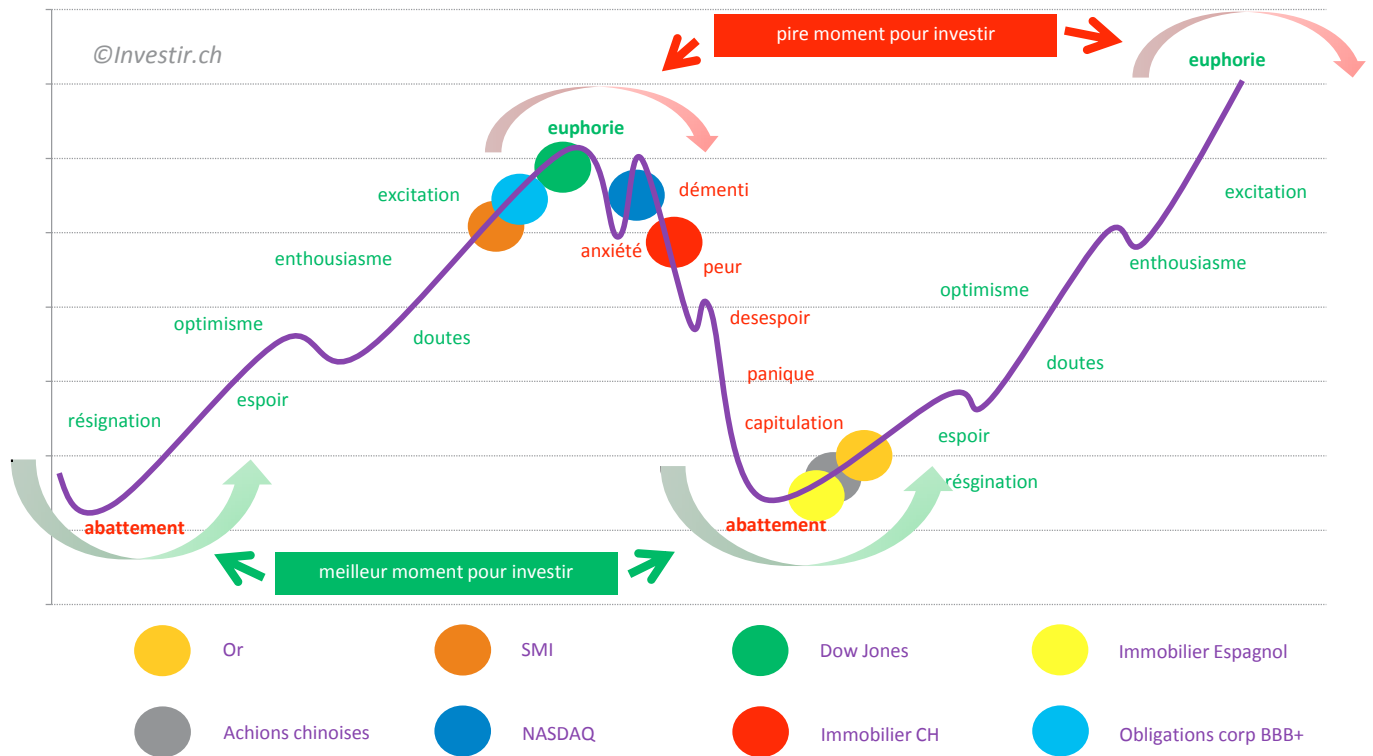 pire moment pour investir
©Investir.ch
euphorie
euphorie
excitation
démenti
excitation
anxiété
enthousiasme
peur
enthousiasme
optimisme
optimisme
desespoir
doutes
doutes
panique
espoir
résignation
capitulation
espoir
résgination
abattement
abattement
meilleur moment pour investir
Or
SMI
Dow Jones
Immobilier Espagnol
Achions chinoises
NASDAQ
Immobilier CH
Obligations corp BBB+